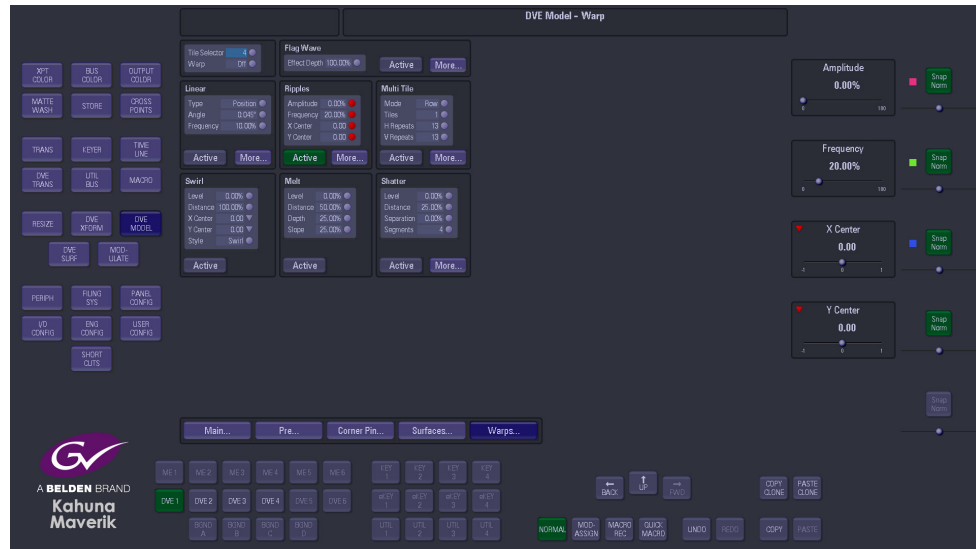 DVE Model - Warp
Tile Selector 4
Warp Off
Flag Wave
Effect Depth 100.00%
Active More...
Linear
Type Position
Angle 0.045°
Frequency 10.00%
Active More...
Ripples
Amplitude 0.00%
Frequency 20.00%
X Center 0.00
Y Center 0.00
Active More...
Multi Tile
Mode Row
Tiles 1
H Repeats 13
V Repeats 13
Active More...
Swirl
Level 0.00%
Distance 100.00%
X Center 0.00
Y Center 0.00
Style Swirl
Active
Melt
Level 0.00%
Distance 50.00%
Depth 25.00%
Slope 25.00%
Active
Shatter
Level 0.00%
Distance 25.00%
Separation 0.00%
Segments 4
Active More...
XPT
COLOR
BUS
COLOR
OUTPUT
COLOR
MATTE
WASH
STORE
CROSS
POINTS
TRANS
KEYER
TIME
LINE
DVE
TRANS
UTIL
BUS
MACRO
RESIZE
DVE
XFORM
DVE
MODEL
DVE
SURF
MOD-
ULATE
PERIPH
FILING
SYS
PANEL
CONFIG
I/O
CONFIG
ENG
CONFIG
USER
CONFIG
SHORT
CUTS
Amplitude
0.00%
0 100
Snap
Norm
Frequency
20.00%
0 100
Snap
Norm
X Center
0.00
-1 0 1
Snap
Norm
Y Center
0.00
-1 0 1
Snap
Norm
Snap
Norm
Main... Pre... Corner Pin... Surfaces... Warps...
GV
A BELDEN BRAND
Kahuna
Maverik
ME 1 ME 2 ME 3 ME 4 ME 5 ME 6
DVE 1 DVE 2 DVE 3 DVE 4 DVE 5 DVE 6
BGND
A
BGND
B
BGND
C
BGND
D
KEY
1
KEY
2
KEY
3
KEY
4
eKEY
1
eKEY
2
eKEY
3
eKEY
4
UTIL
1
UTIL
2
UTIL
3
UTIL
4
BACK
UP
FWD
COPY
CLONE
PASTE
CLONE
NORMAL
MOD-
ASSIGN
MACRO
REC
QUICK
MACRO
UNDO
REDO
COPY
PASTE